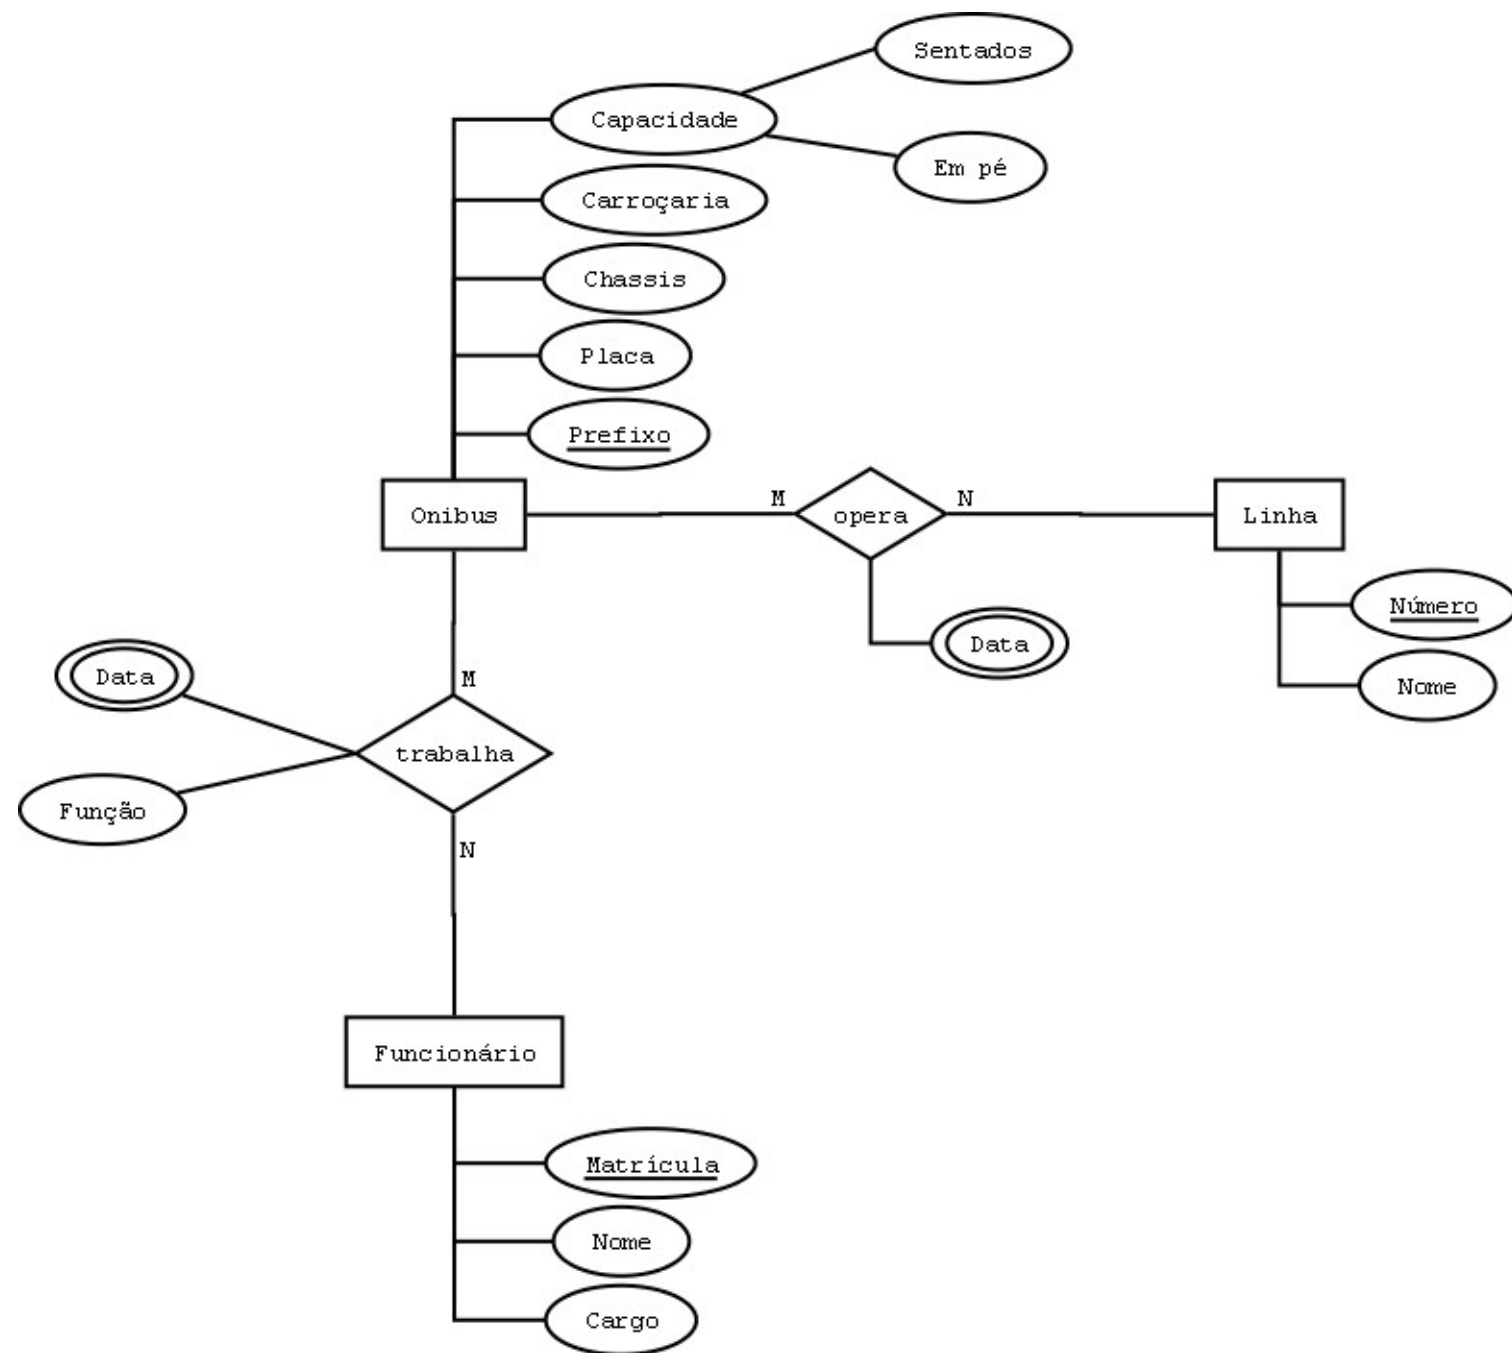 Sentados
Capacidade
Em pé
Carroçaria
Chassis
Placa
Prefixo
Onibus
M
opera
N
Linha
Número
Data
Nome
Data
M
trabalha
Função
N
Funcionário
Matrícula
Nome
Cargo